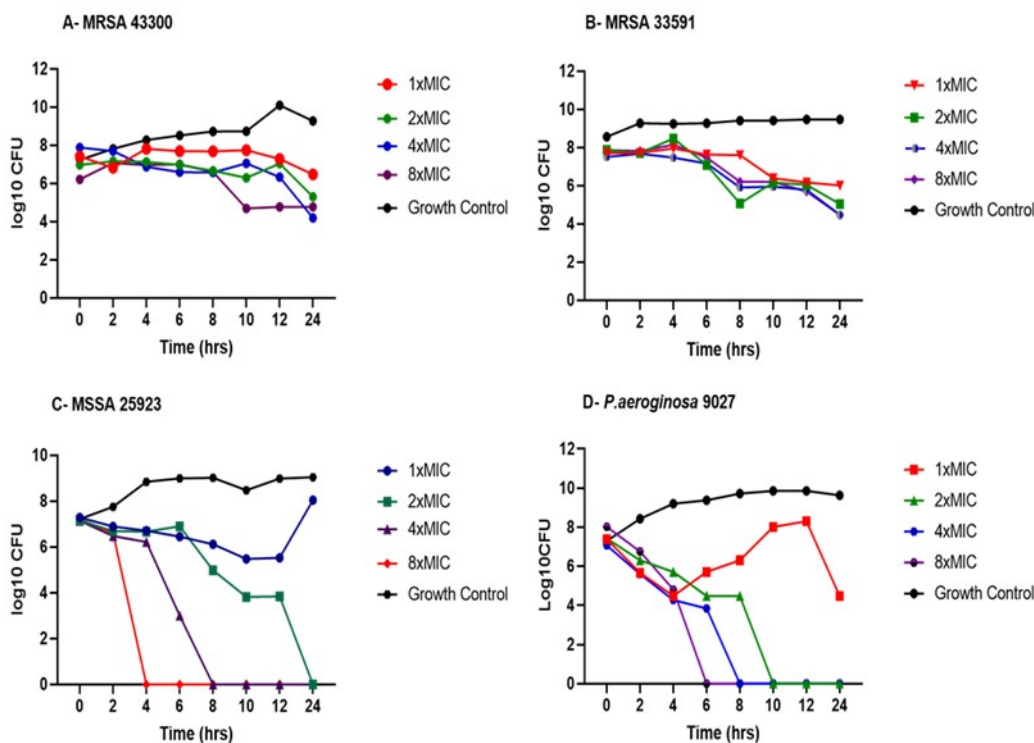 A- MRSA 43300
log10 CFU
12
10
8
6
4
2
0
0 2 4 6 8 10 12 24
Time (hrs)
1xMIC
2xMIC
4xMIC
8xMIC
Growth Control
B- MRSA 33591
log10 CFU
12
10
8
6
4
2
0
0 2 4 6 8 10 12 24
Time (hrs)
1xMIC
2xMIC
4xMIC
8xMIC
Growth Control
C- MSSA 25923
log10 CFU
10
8
6
4
2
0
0 2 4 6 8 10 12 24
Time (hrs)
1xMIC
2xMIC
4xMIC
8xMIC
Growth Control
D- P.aeroginosa 9027
Log10CFU
12
10
8
6
4
2
0
0 2 4 6 8 10 12 24
Time (hrs)
1xMIC
2xMIC
4xMIC
8xMIC
Growth Control